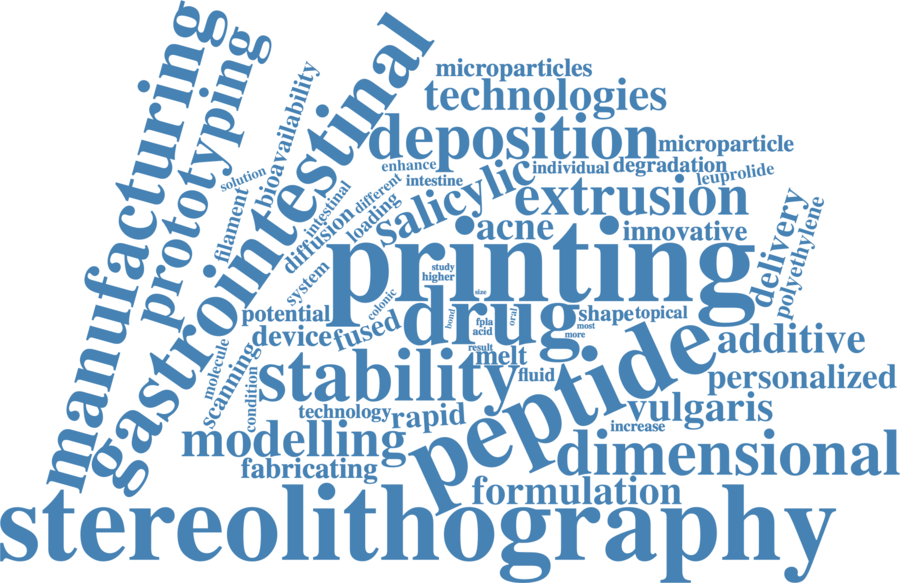 manufacturing
prototyping
gastrointestinal
bioavailability
solution
filament
intestinal
diffusion
different
loading
system
microparticles
technologies
deposition
microparticle
enhance
individual
degradation
intestine
leuprolide
salicylic
extrusion
acne
innovative
delivery
polyethylene
printing
study
higher
size
colonic
potential
drug
bond
fpla
acid
oral
shape
topical
most
more
device
fused
result
melt
peptide
additive
molecule
scanning
condition
stability
fluid
personalized
technology
rapid
vulgaris
increase
modelling
fabricating
dimensional
formulation
stereolithography